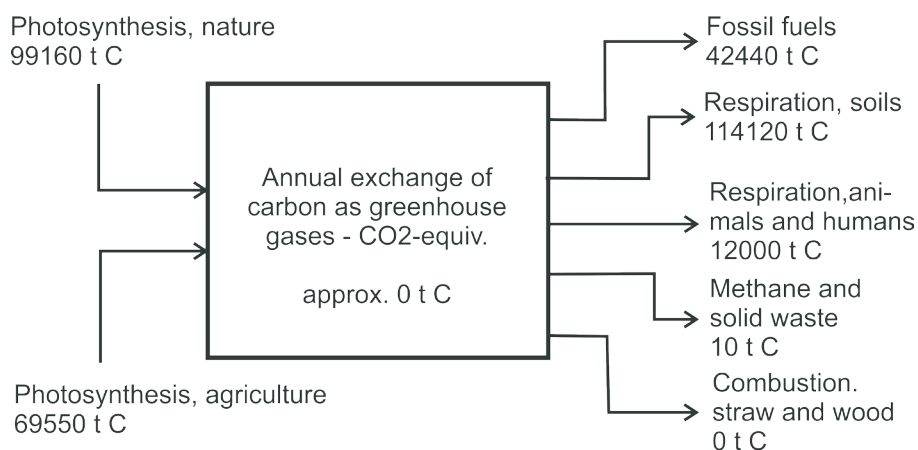 Photosynthesis, nature
99160 t C
Fossil fuels
42440 t C
Respiration, soils
114120 t C
Annual exchange of
carbon as greenhouse
gases - CO2-equiv.
approx. 0 t C
Respiration,ani-
mals and humans
12000 t C
Methane and
solid waste
10 t C
Photosynthesis, agriculture
69550 t C
Combustion.
straw and wood
0 t C